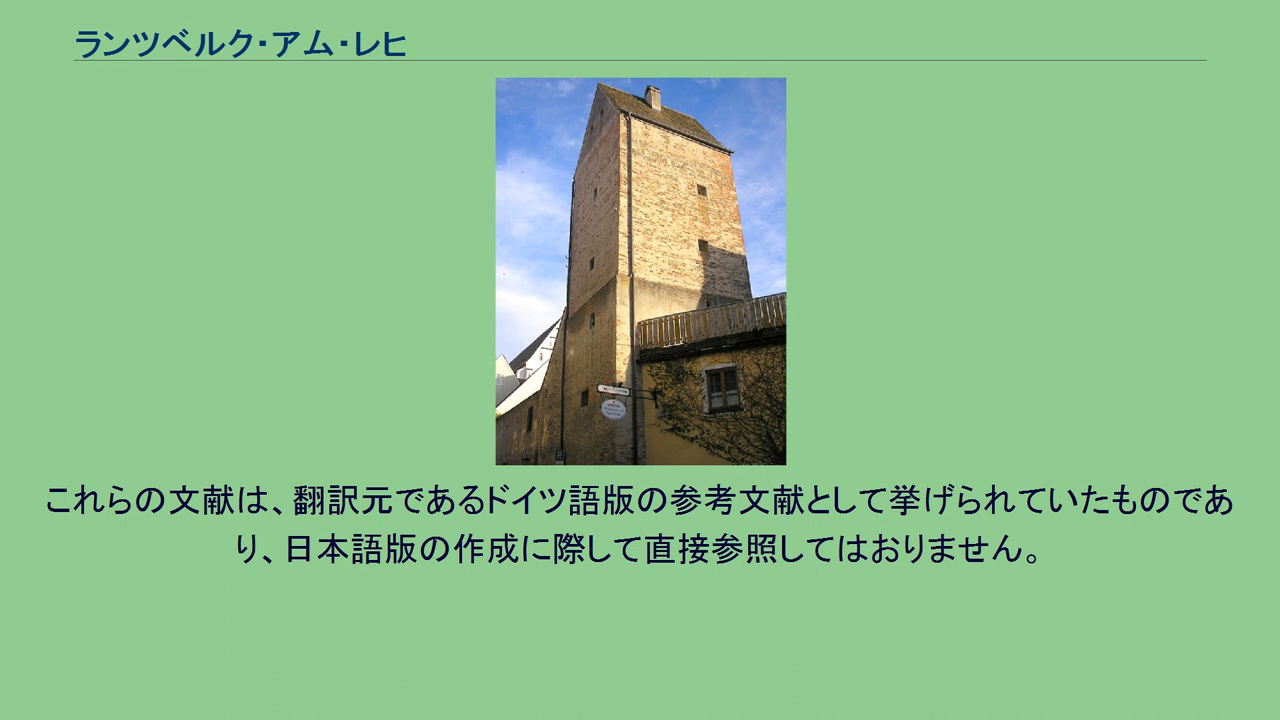 ランツベルク・アム・レヒ
これらの文献は、翻訳元であるドイツ語版の参考文献として挙げられていたものであ
り、日本語版の作成に際して直接参照してはおりません。